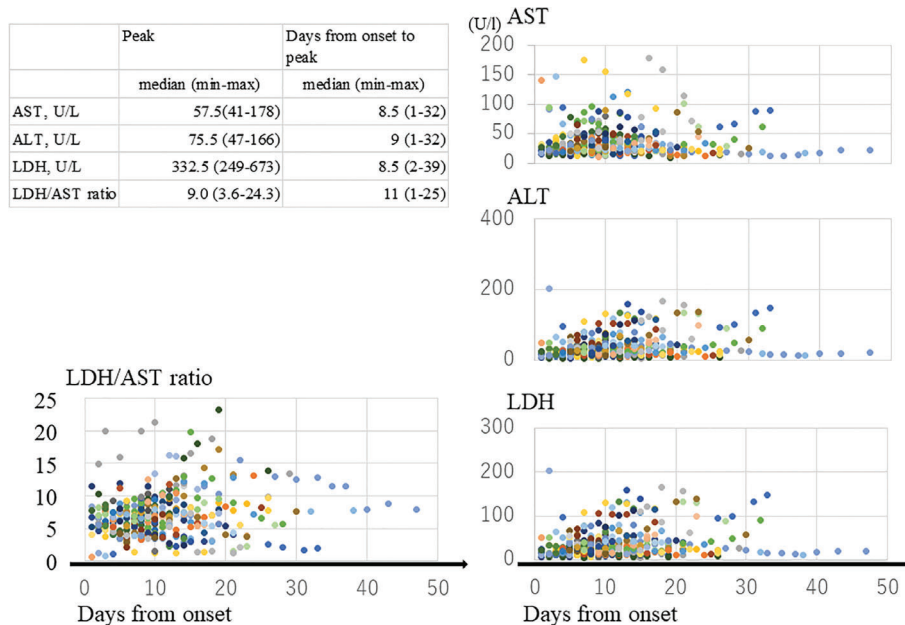 Peak Days from onset to peak
median (min-max) median (min-max)
AST, U/L 57.5(41-178) 8.5 (1-32)
ALT, U/L 75.5 (47-166) 9 (1-32)
LDH, U/L 332.5 (249-673) 8.5 (2-39)
LDH/AST ratio 9.0 (3.6-24.3) 11 (1-25)
(U/l) AST
200
150
100
50
0
ALT
400
200
0
LDH/AST ratio
25
20
15
10
5
0
0 10 20 30 40 50
Days from onset
LDH
300
200
100
0
0 10 20 30 40 50
Days from onset